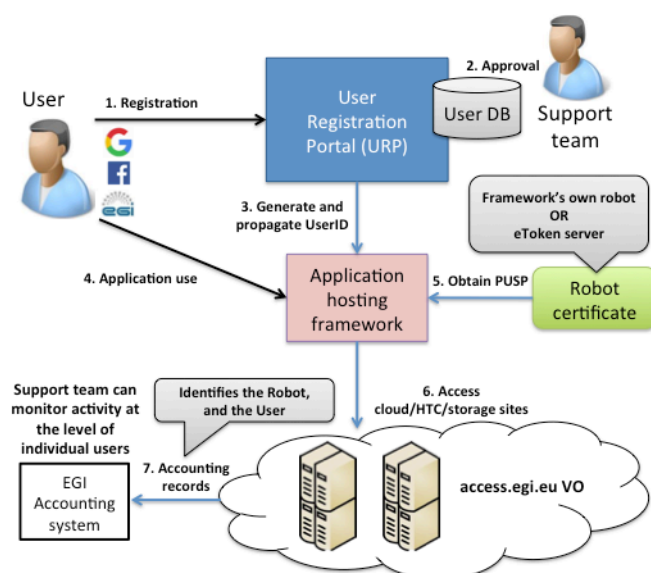 User
1. Registration
User
Registration
Portal (URP)
2. Approval
User DB
Support
team
G
f
egi
3. Generate and
propagate UserID
Framework's own robot
OR
eToken server
4. Application use
Application
hosting
framework
5. Obtain PUSP
Robot
certificate
Support team can
monitor activity at
the level of
individual users
Identifies the Robot,
and the User
6. Access
cloud/HTC/storage sites
EGI
Accounting
system
7. Accounting
records
access.egi.eu VO